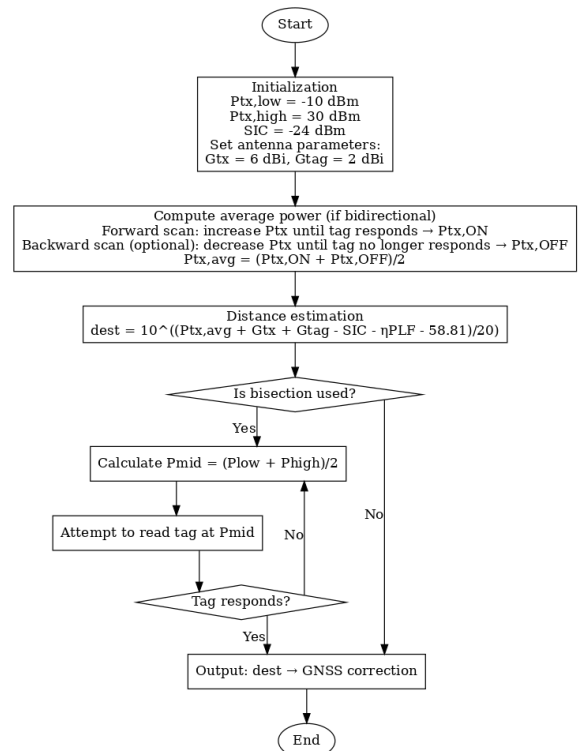 Start
Initialization
Ptx,low = -10 dBm
Ptx,high = 30 dBm
SIC = -24 dBm
Set antenna parameters:
Gtx = 6 dBi, Gtag = 2 dBi
Compute average power (if bidirectional)
Forward scan: increase Ptx until tag responds → Ptx,ON
Backward scan (optional): decrease Ptx until tag no longer responds → Ptx,OFF
Ptx,avg = (Ptx,ON + Ptx,OFF)/2
Distance estimation
dest = 10^((Ptx,avg + Gtx + Gtag - SIC - ηPLF - 58.81)/20)
Is bisection used?
Yes
Calculate Pmid = (Plow + Phigh)/2
No
Attempt to read tag at Pmid
No
Tag responds?
Yes
Output: dest → GNSS correction
End